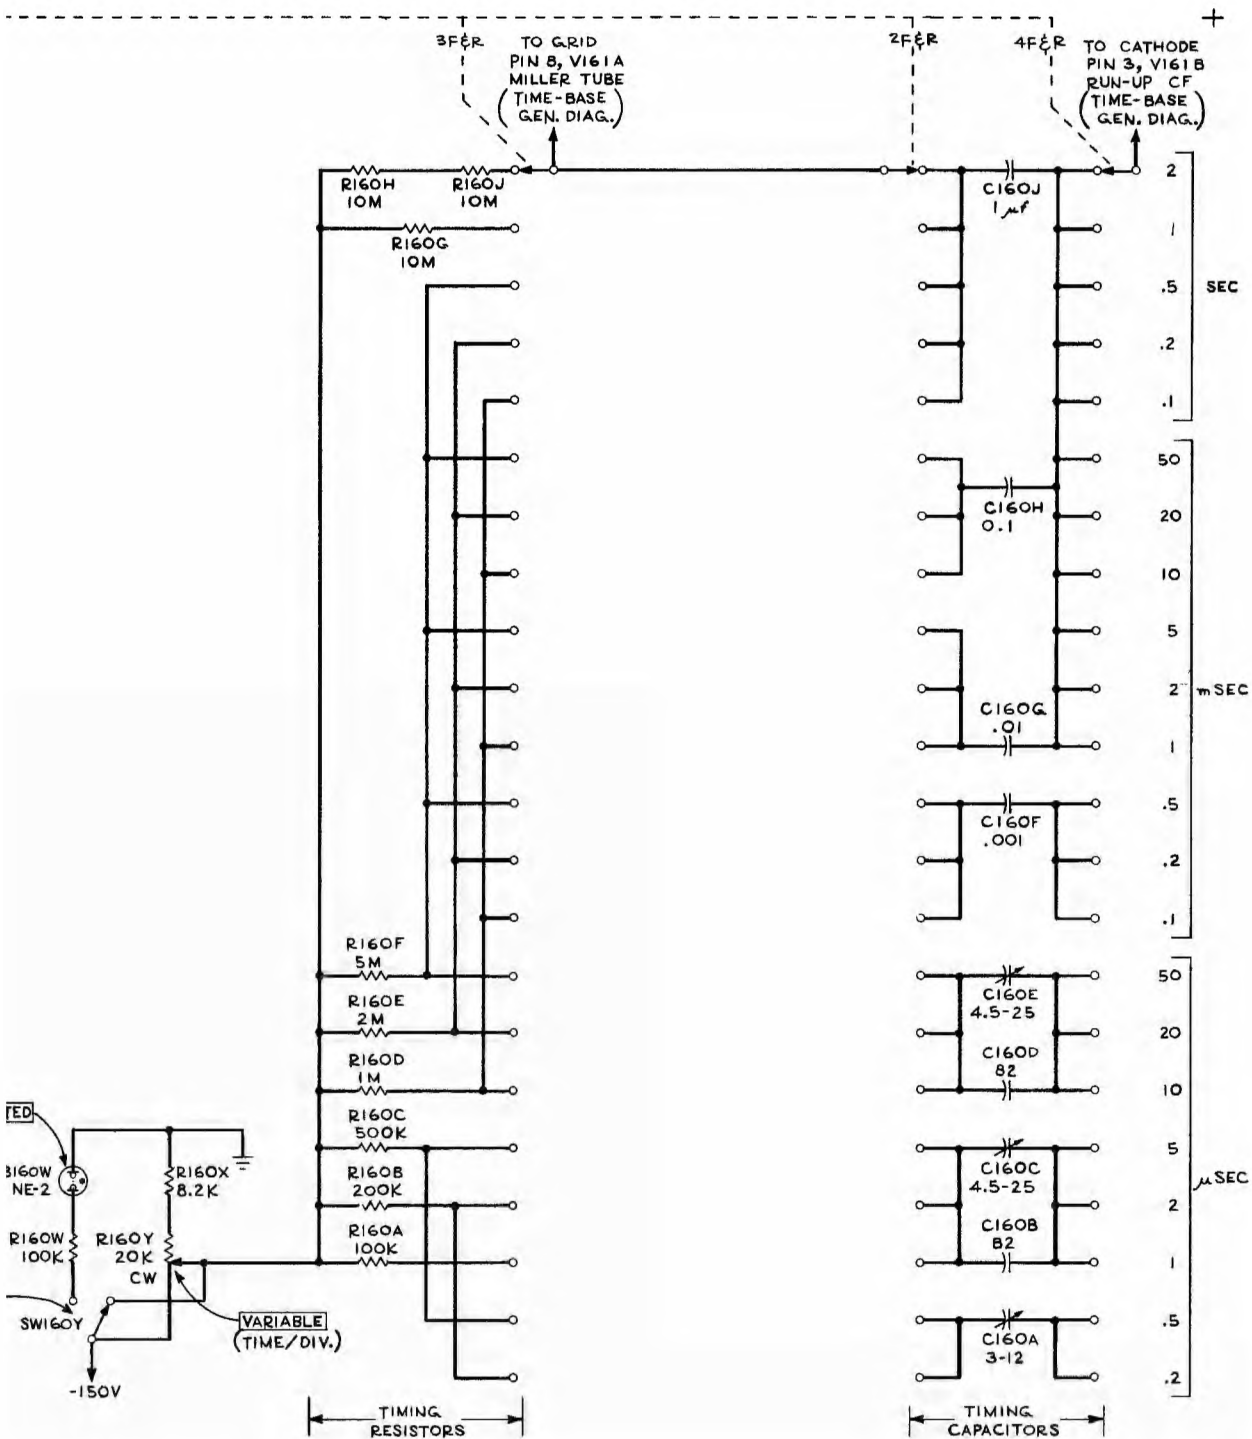 3F&R
TO GRID
PIN 8, V161A
MILLER TUBE
(TIME-BASE
GEN. DIAG.)
2F&R
4F&R
TO CATHODE
PIN 3, V161B
RUN-UP CF
(TIME-BASE
GEN. DIAG.)
R160H
10M
R160J
10M
C160J
1 µf
2
R160G
10M
1
.5
SEC
.2
.1
50
C160H
0.1
20
10
5
2
mSEC
C160G
.01
1
.5
C160F
.001
.2
.1
R160F
5M
50
C160E
4.5-25
R160E
2M
20
C160D
82
R160D
1M
10
R160C
500K
5
C160C
4.5-25
µSEC
R160B
200K
2
C160B
82
R160A
100K
1
.5
C160A
3-12
.2
TED
B160W
NE-2
R160X
8.2K
R160W
100K
R160Y
20K
CW
SW160Y
VARIABLE
(TIME/DIV.)
-150V
TIMING
RESISTORS
TIMING
CAPACITORS